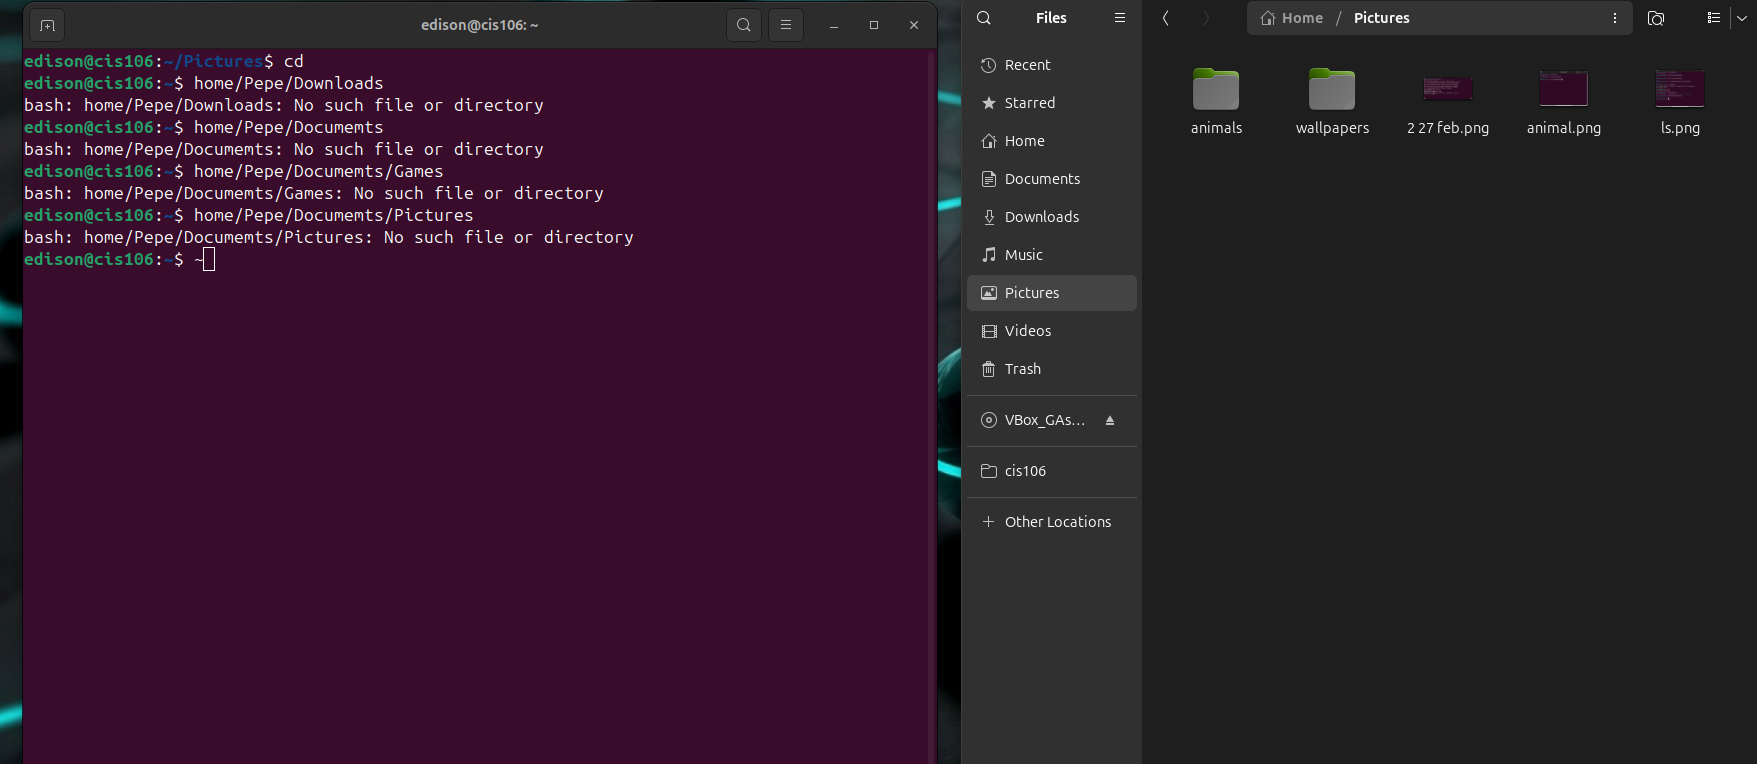 edison@cis106: ~
edison@cis106:~/Pictures$ cd
edison@cis106:~$ home/Pepe/Downloads
bash: home/Pepe/Downloads: No such file or directory
edison@cis106:~$ home/Pepe/Documemts
bash: home/Pepe/Documemts: No such file or directory
edison@cis106:~$ home/Pepe/Documemts/Games
bash: home/Pepe/Documemts/Games: No such file or directory
edison@cis106:~$ home/Pepe/Documemts/Pictures
bash: home/Pepe/Documemts/Pictures: No such file or directory
edison@cis106:~$ ~
Files
Recent
Starred
Home
Documents
Downloads
Music
Pictures
Videos
Trash
VBox_GAs...
cis106
Other Locations
Home / Pictures
animals wallpapers 2 27 feb.png animal.png ls.png